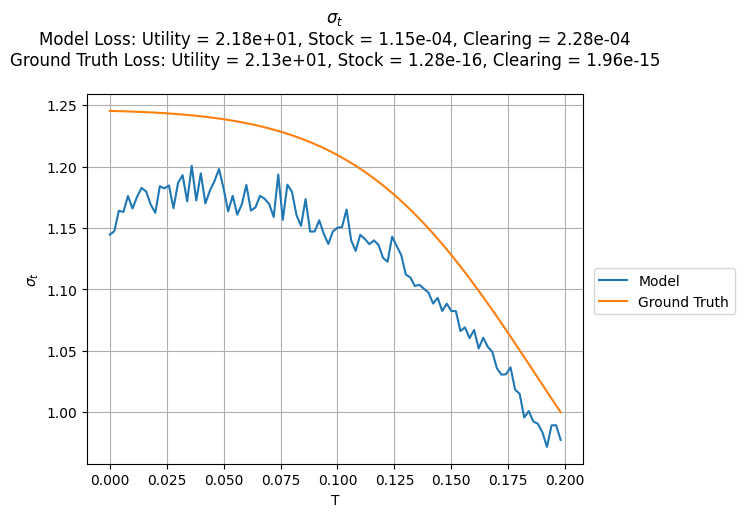 σt
Model Loss: Utility = 2.18e+01, Stock = 1.15e-04, Clearing = 2.28e-04
Ground Truth Loss: Utility = 2.13e+01, Stock = 1.28e-16, Clearing = 1.96e-15
1.25
1.20
1.15
1.10
1.05
1.00
σt
0.000 0.025 0.050 0.075 0.100 0.125 0.150 0.175 0.200
T
Model
Ground Truth